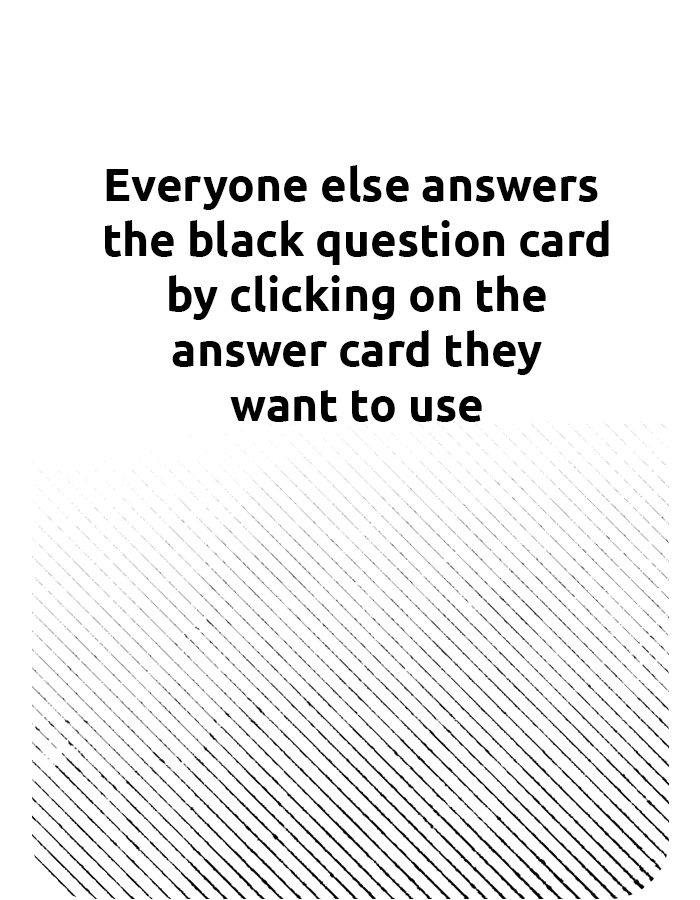 Everyone else answers
the black question card
by clicking on the
answer card they
want to use